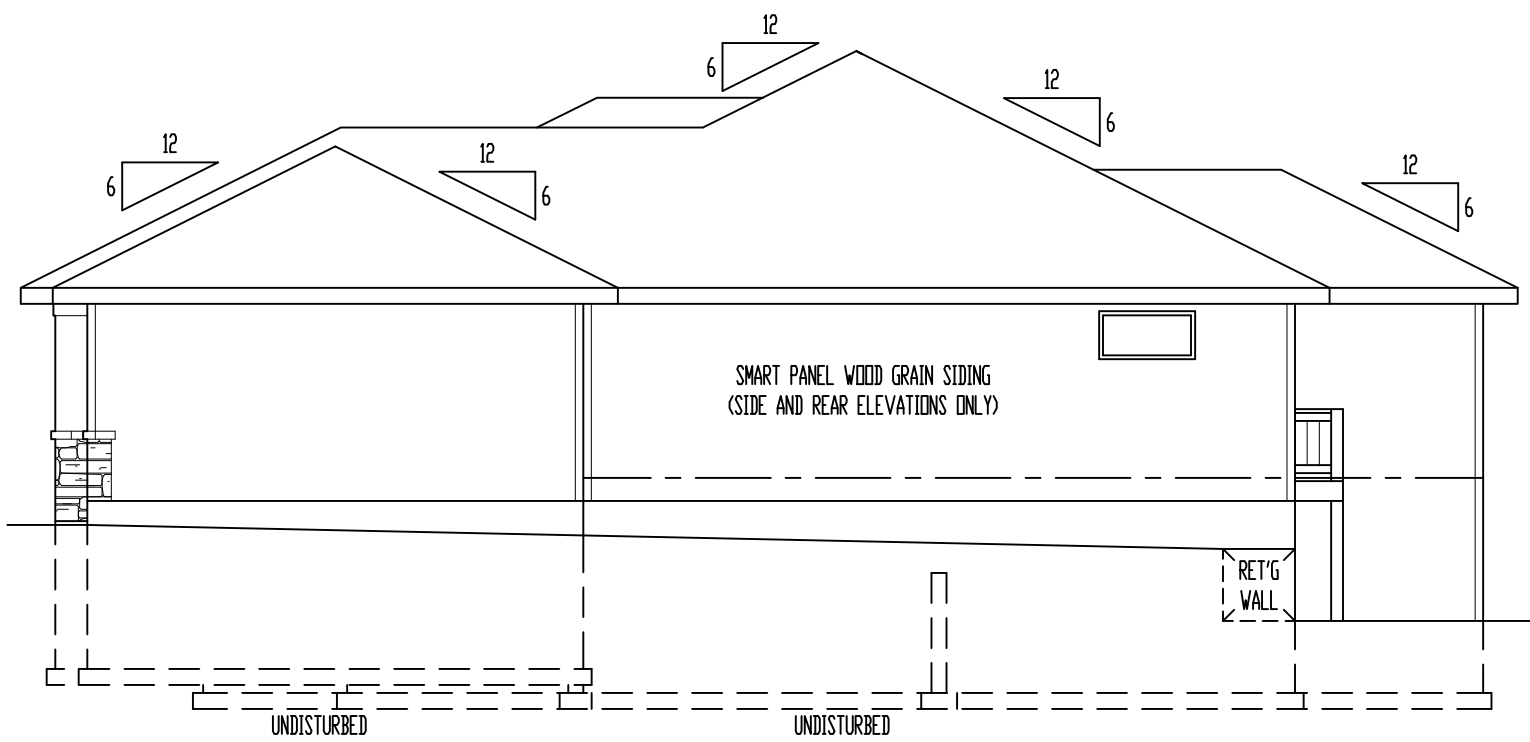 12
6
12
6
12
6
12
6
12
6
SMART PANEL WOOD GRAIN SIDING
(SIDE AND REAR ELEVATIONS ONLY)
RET'G
WALL
UNDISTURBED
UNDISTURBED